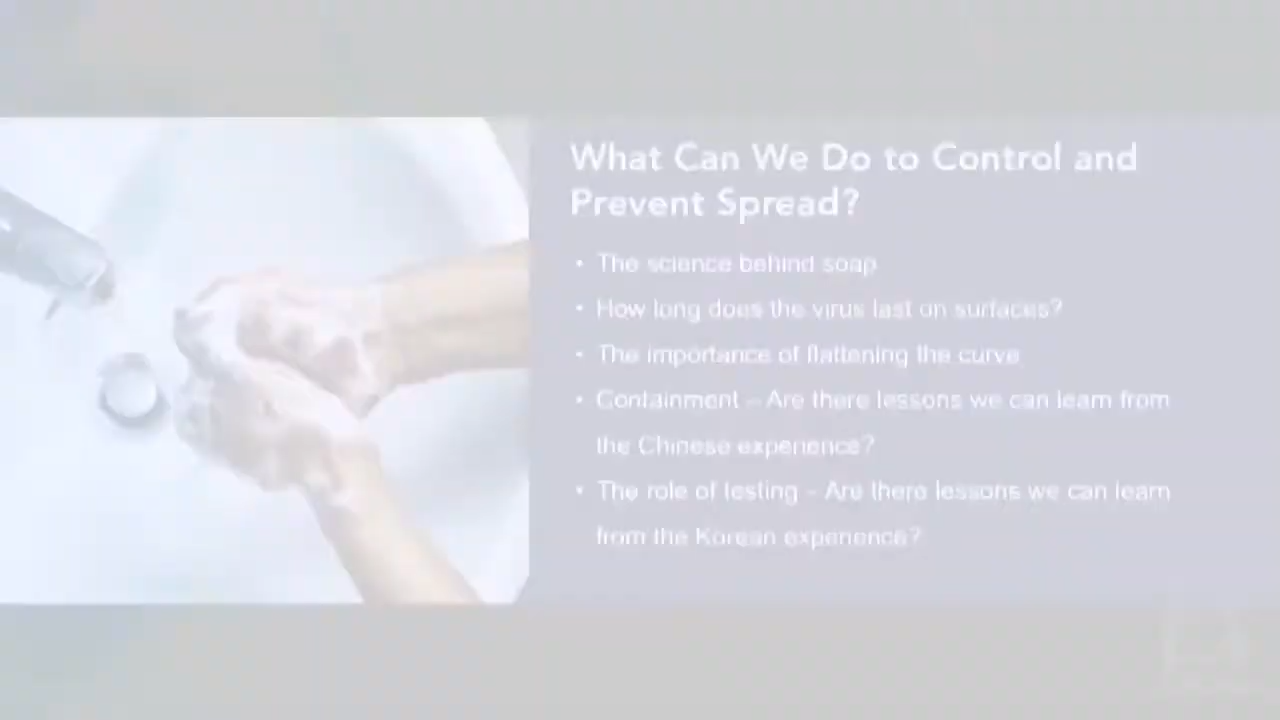 What Can We Do to Control and
Prevent Spread?
• The science behind soap
• How long does the virus last on surfaces?
• The importance of flattening the curve
• Containment – Are there lessons we can learn from
the Chinese experience?
• The role of testing – Are there lessons we can learn
from the Korean experience?